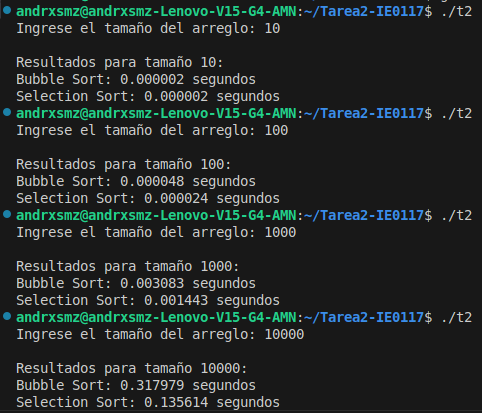 andrxsmz@andrxsmz-Lenovo-V15-G4-AMN:~/Tarea2-IE0117$ ./t2
Ingrese el tamaño del arreglo: 10
Resultados para tamaño 10:
Bubble Sort: 0.000002 segundos
Selection Sort: 0.000002 segundos
andrxsmz@andrxsmz-Lenovo-V15-G4-AMN:~/Tarea2-IE0117$ ./t2
Ingrese el tamaño del arreglo: 100
Resultados para tamaño 100:
Bubble Sort: 0.000048 segundos
Selection Sort: 0.000024 segundos
andrxsmz@andrxsmz-Lenovo-V15-G4-AMN:~/Tarea2-IE0117$ ./t2
Ingrese el tamaño del arreglo: 1000
Resultados para tamaño 1000:
Bubble Sort: 0.003083 segundos
Selection Sort: 0.001443 segundos
andrxsmz@andrxsmz-Lenovo-V15-G4-AMN:~/Tarea2-IE0117$ ./t2
Ingrese el tamaño del arreglo: 10000
Resultados para tamaño 10000:
Bubble Sort: 0.317979 segundos
Selection Sort: 0.135614 segundos